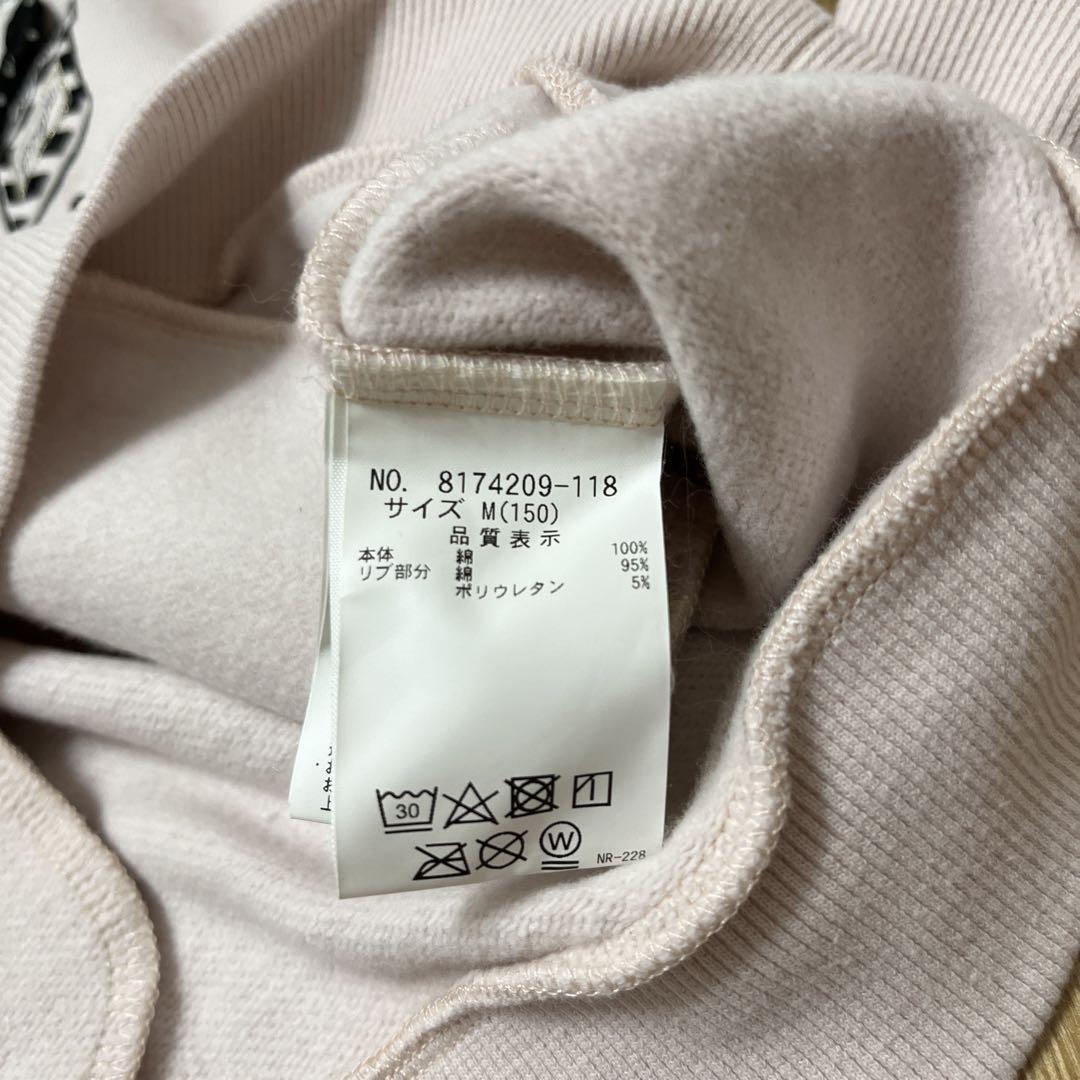 NO. 8174209-118
サイズ M(150)
品質表示
本体 綿 100%
リブ部分 綿 95%
ポリウレタン 5%
30
W
NR-228